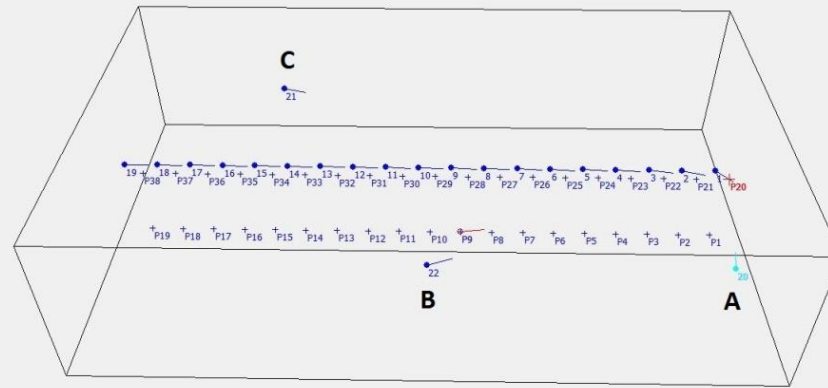 C
21
19 18 17 16 15 14 13 12 11 10 9 8 7 6 5 4 3 2 1
P38 P37 P36 P35 P34 P33 P32 P31 P30 P29 P28 P27 P26 P25 P24 P23 P22 P21 P20
P19 P18 P17 P16 P15 P14 P13 P12 P11 P10 P9 P8 P7 P6 P5 P4 P3 P2 P1
22 20
B A